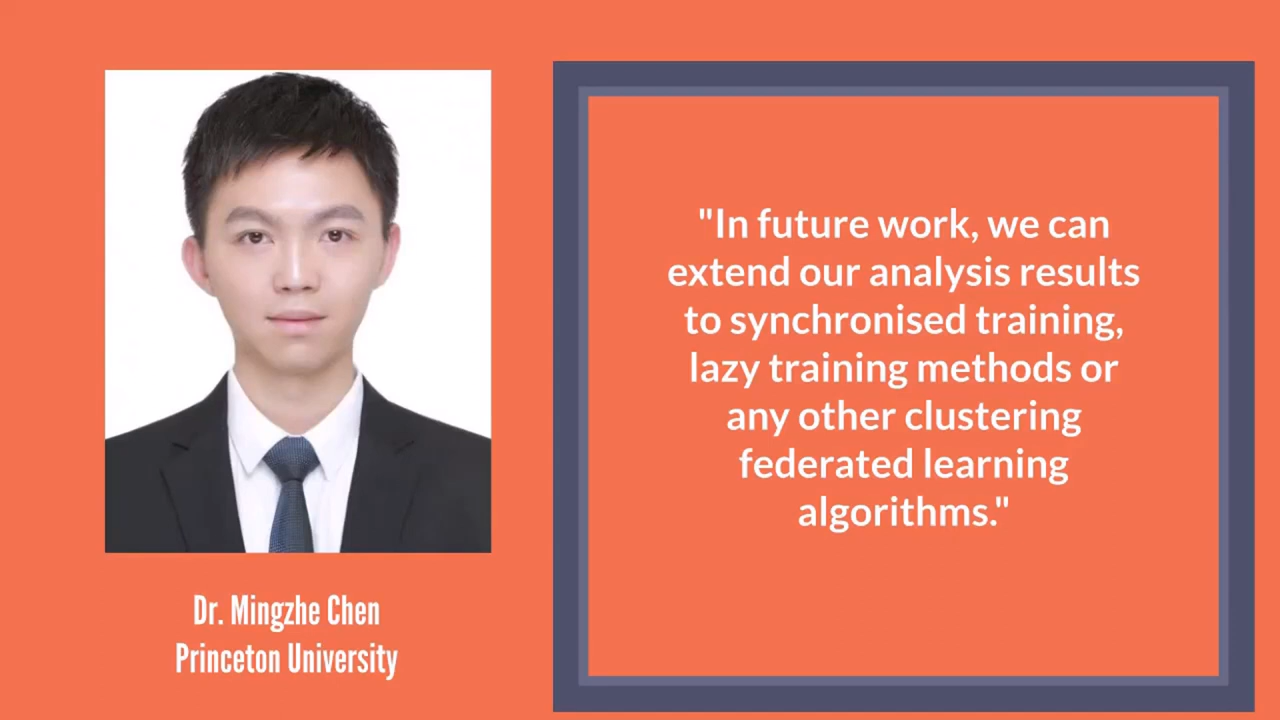 "In future work, we can
extend our analysis results
to synchronised training,
lazy training methods or
any other clustering
federated learning
algorithms."
Dr. Mingzhe Chen
Princeton University